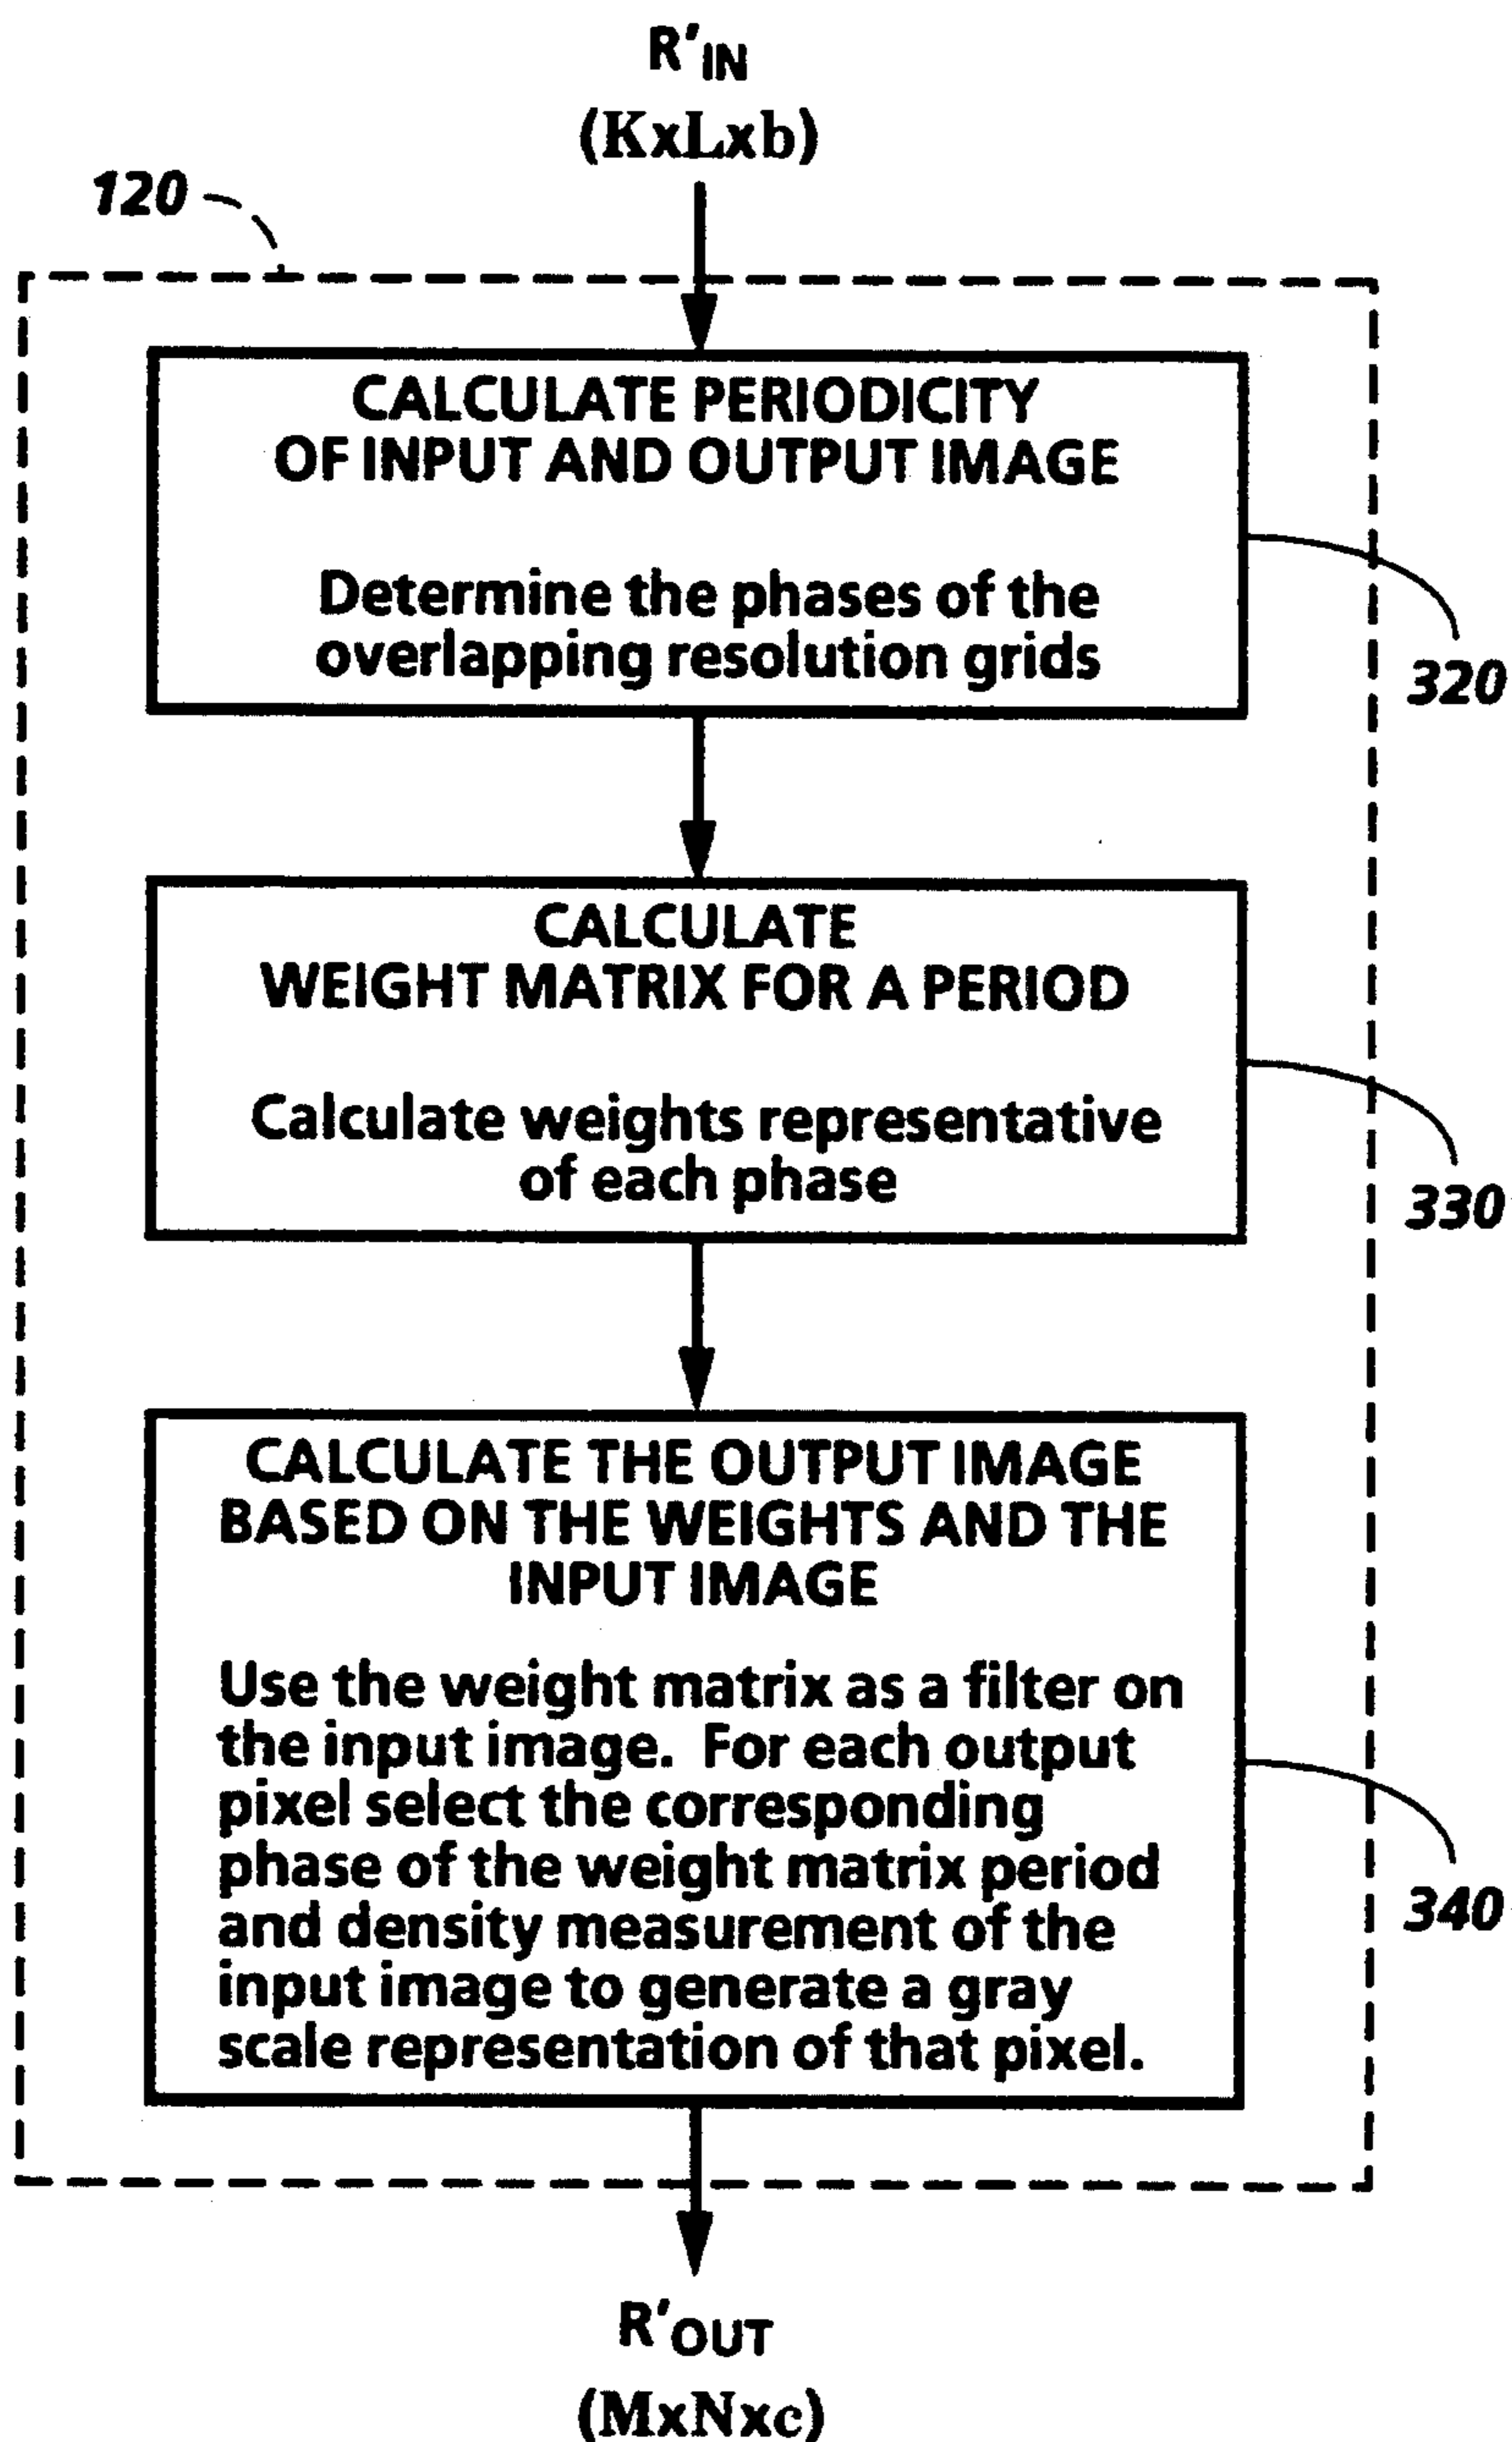 R'IN
(KxLxb)
120
CALCULATE PERIODICITY
OF INPUT AND OUTPUT IMAGE
Determine the phases of the
overlapping resolution grids
320
CALCULATE
WEIGHT MATRIX FOR A PERIOD
Calculate weights representative
of each phase
330
CALCULATE THE OUTPUT IMAGE
BASED ON THE WEIGHTS AND THE
INPUT IMAGE
Use the weight matrix as a filter on
the input image. For each output
pixel select the corresponding
phase of the weight matrix period
and density measurement of the
input image to generate a gray
scale representation of that pixel.
340
R'OUT
(MxNxc)